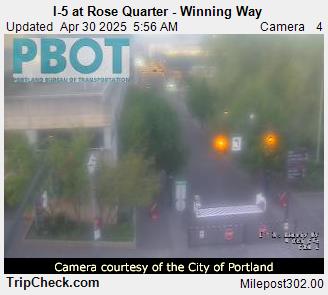 I-5 at Rose Quarter - Winning Way
Updated Apr 30 2025 5:56 AM Camera 4
PBOT
PORTLAND BUREAU OF TRANSPORTATION
Camera courtesy of the City of Portland
TripCheck.com Milepost302.00